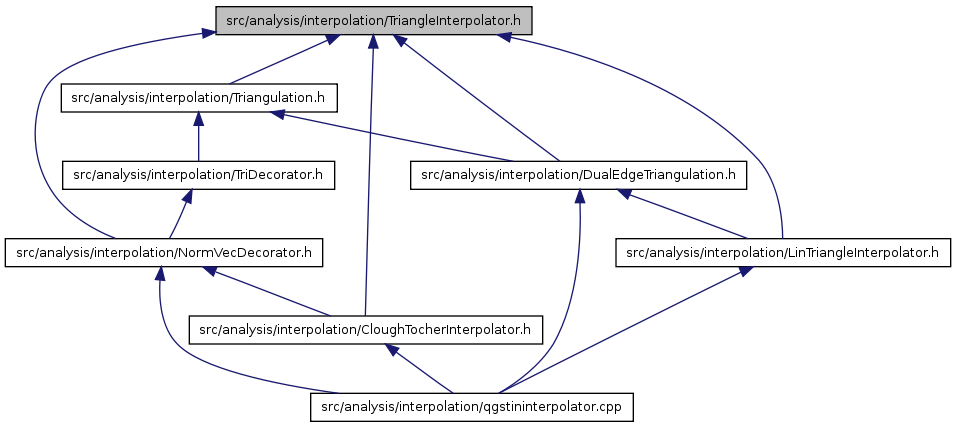 src/analysis/interpolation/TriangleInterpolator.h
src/analysis/interpolation/Triangulation.h
src/analysis/interpolation/TriDecorator.h
src/analysis/interpolation/DualEdgeTriangulation.h
src/analysis/interpolation/NormVecDecorator.h
src/analysis/interpolation/LinTriangleInterpolator.h
src/analysis/interpolation/CloughTocherInterpolator.h
src/analysis/interpolation/qgstininterpolator.cpp